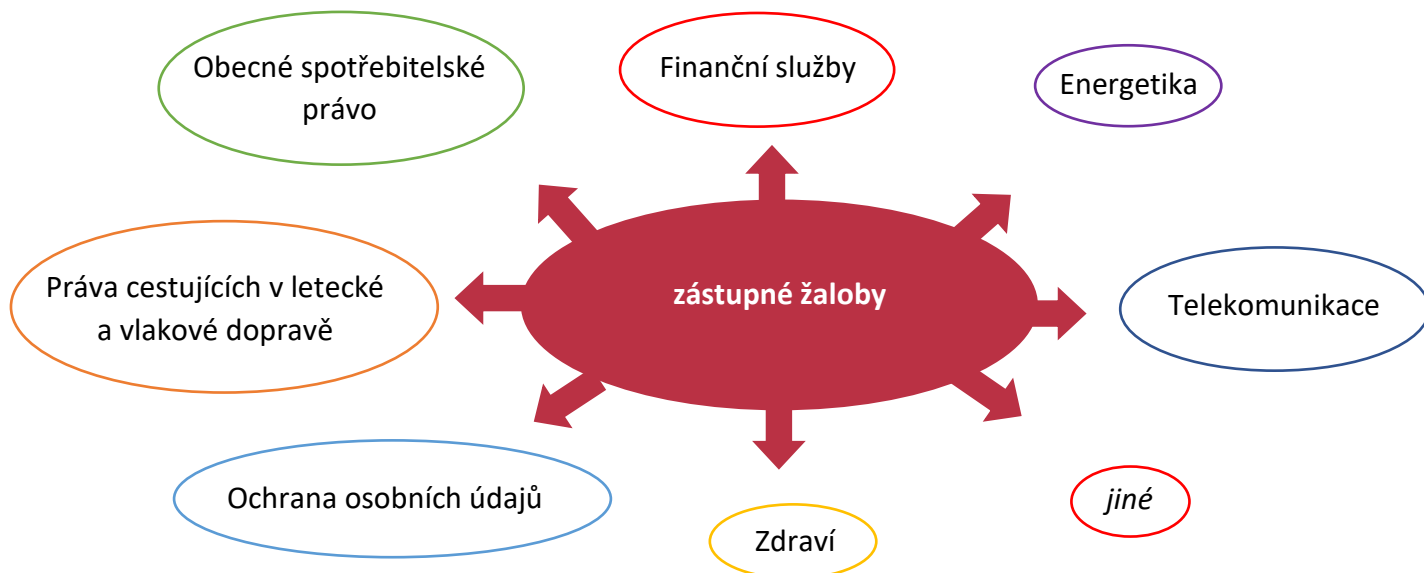 Obecné spotřebitelské
právo
Finanční služby
Energetika
Práva cestujících v letecké
a vlakové dopravě
zástupné žaloby
Telekomunikace
Ochrana osobních údajů
Zdraví
jiné